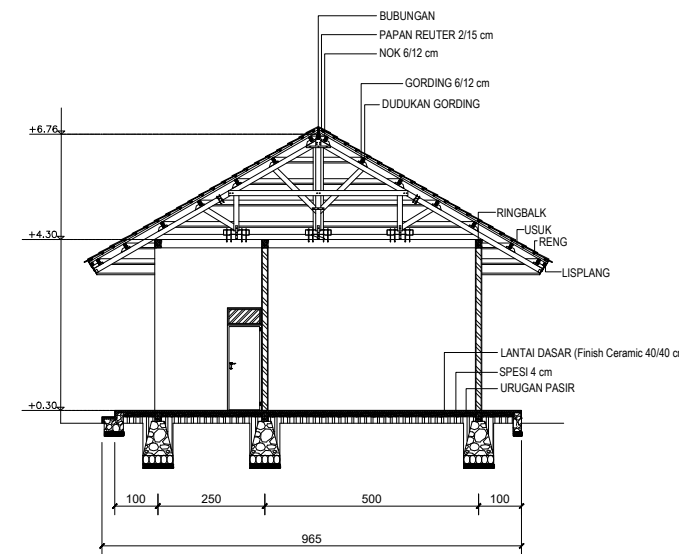 BUBUNGAN
PAPAN REUTER 2/15 cm
NOK 6/12 cm
GORDING 6/12 cm
DUDUKAN GORDING
+6.76
RINGBALK
+4.30
USUK
RENG
LISPLANG
LANTAI DASAR (Finish Ceramic 40/40 c
SPESI 4 cm
URUGAN PASIR
+0.30
100 250 500 100
965